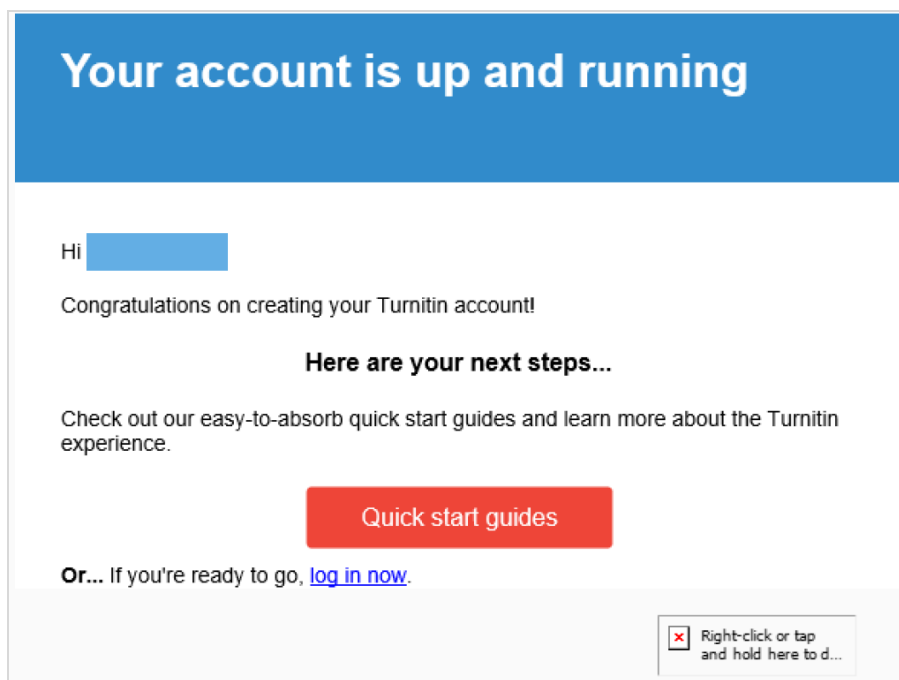 Your account is up and running
Hi
Congratulations on creating your Turnitin account!
Here are your next steps...
Check out our easy-to-absorb quick start guides and learn more about the Turnitin
experience.
Quick start guides
Or... If you're ready to go, log in now.
Right-click or tap
and hold here to d...